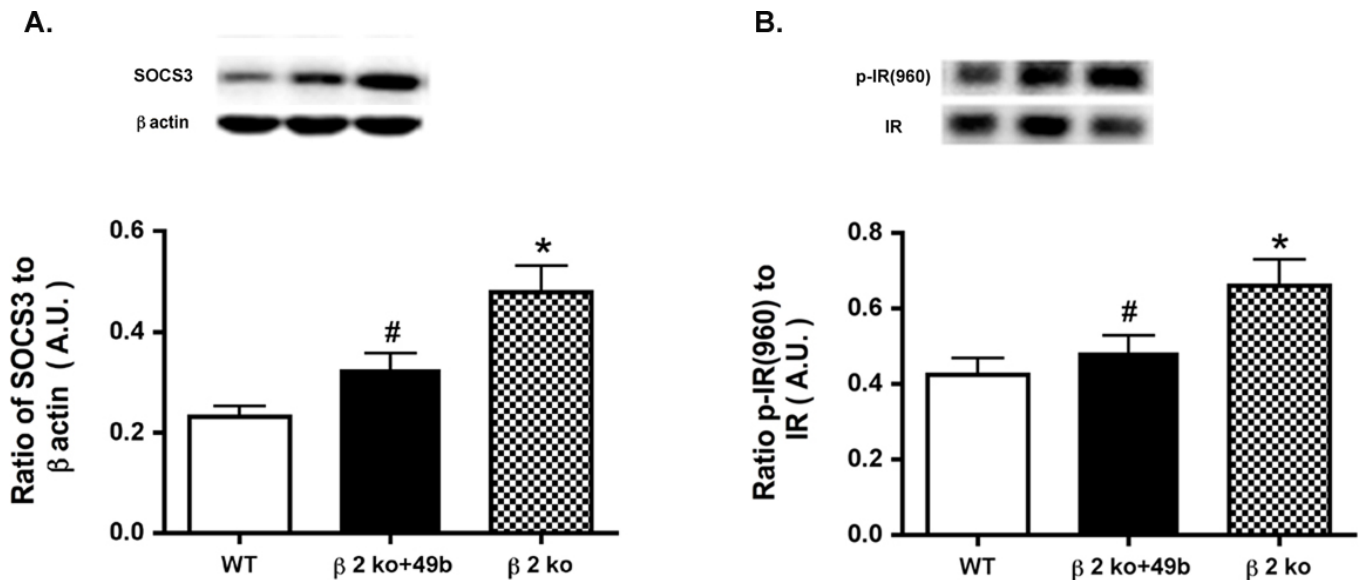 A.
SOCS3
β actin
Ratio of SOCS3 to
β actin ( A.U. )
0.6
0.4
0.2
0.0
#
*
WT
β 2 ko+49b
β 2 ko
B.
p-IR(960)
IR
Ratio p-IR(960) to
IR ( A.U. )
0.8
0.6
0.4
0.2
0.0
#
*
WT
β 2 ko+49b
β 2 ko